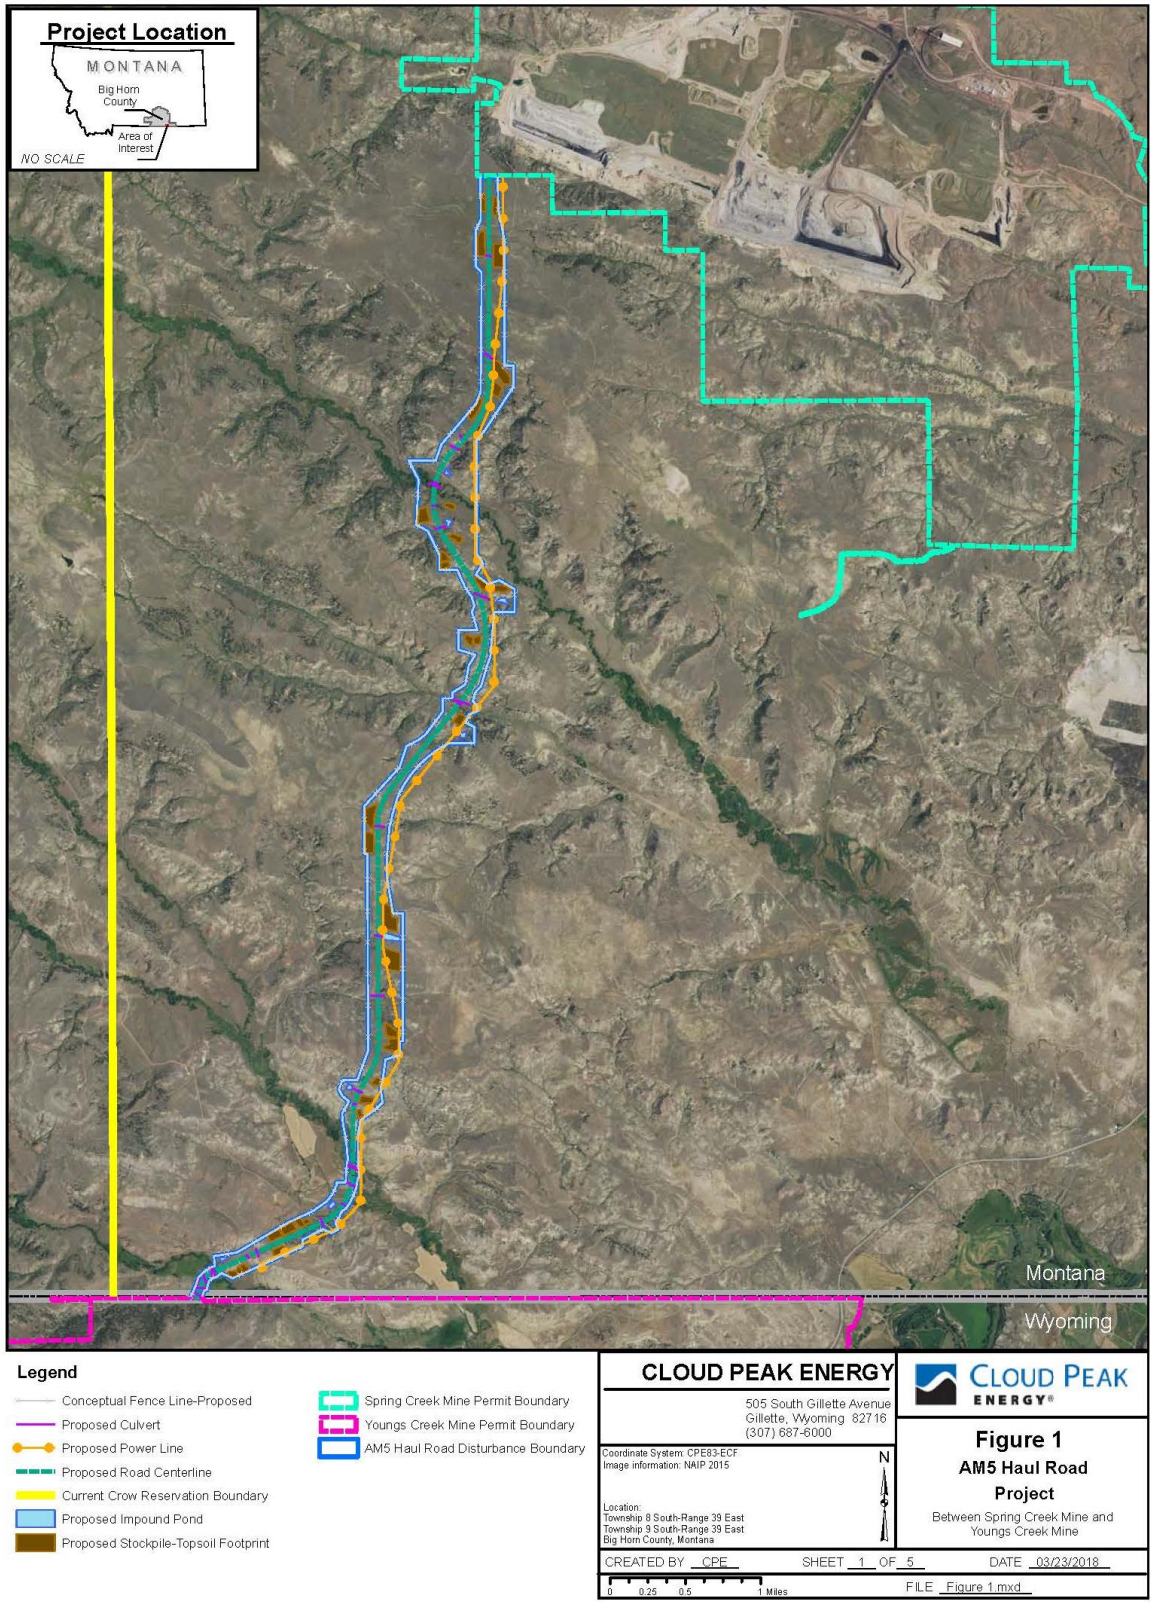 Project Location
MONTANA
Big Horn
County
Area of
Interest
NO SCALE
Montana
Wyoming
Legend
Conceptual Fence Line-Proposed
Proposed Culvert
Proposed Power Line
Proposed Road Centerline
Current Crow Reservation Boundary
Proposed Impound Pond
Proposed Stockpile-Topsoil Footprint
Spring Creek Mine Permit Boundary
Youngs Creek Mine Permit Boundary
AM5 Haul Road Disturbance Boundary
CLOUD PEAK ENERGY
505 South Gillette Avenue
Gillette, Wyoming 82716
(307) 687-6000
Coordinate System: CPE83-ECF
Image information: NAIP 2015
N
Location:
Township 8 South-Range 39 East
Township 9 South-Range 39 East
Big Horn County, Montana
CLOUD PEAK
ENERGY®
Figure 1
AM5 Haul Road
Project
Between Spring Creek Mine and
Youngs Creek Mine
CREATED BY CPE SHEET 1 OF 5 DATE 03/23/2018
0 0.25 0.5 1 Miles
FILE Figure 1.mxd